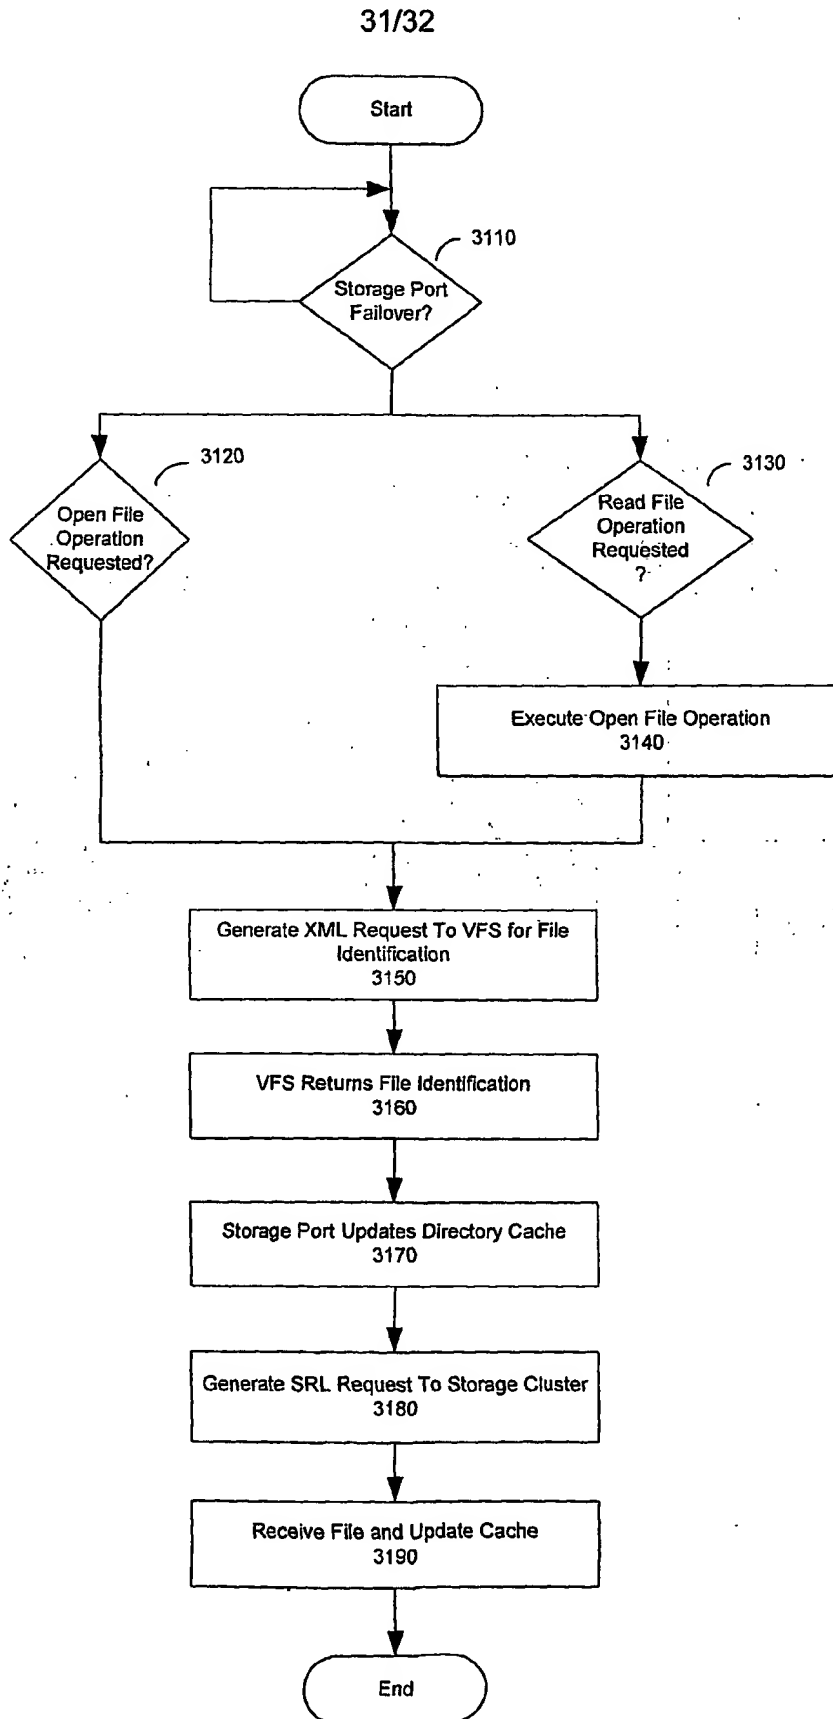 31/32
Start
3110
Storage Port
Failover?
3120
3130
Open File
Operation
Requested?
Read File
Operation
Requested
?
Execute Open File Operation
3140
Generate XML Request To VFS for File
Identification
3150
VFS Returns File Identification
3160
Storage Port Updates Directory Cache
3170
Generate SRL Request To Storage Cluster
3180
Receive File and Update Cache
3190
End